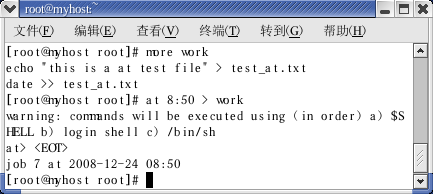 root@myhost:~
文件(F) 编辑(E) 查看(V) 终端(T) 转到(G) 帮助(H)
[root@myhost root]# more work
echo "this is a at test file" > test_at.txt
date >> test_at.txt
[root@myhost root]# at 8:50 > work
warning: commands will be executed using (in order) a) $S
HELL b) login shell c) /bin/sh
at> <EOT>
job 7 at 2008-12-24 08:50
[root@myhost root]#